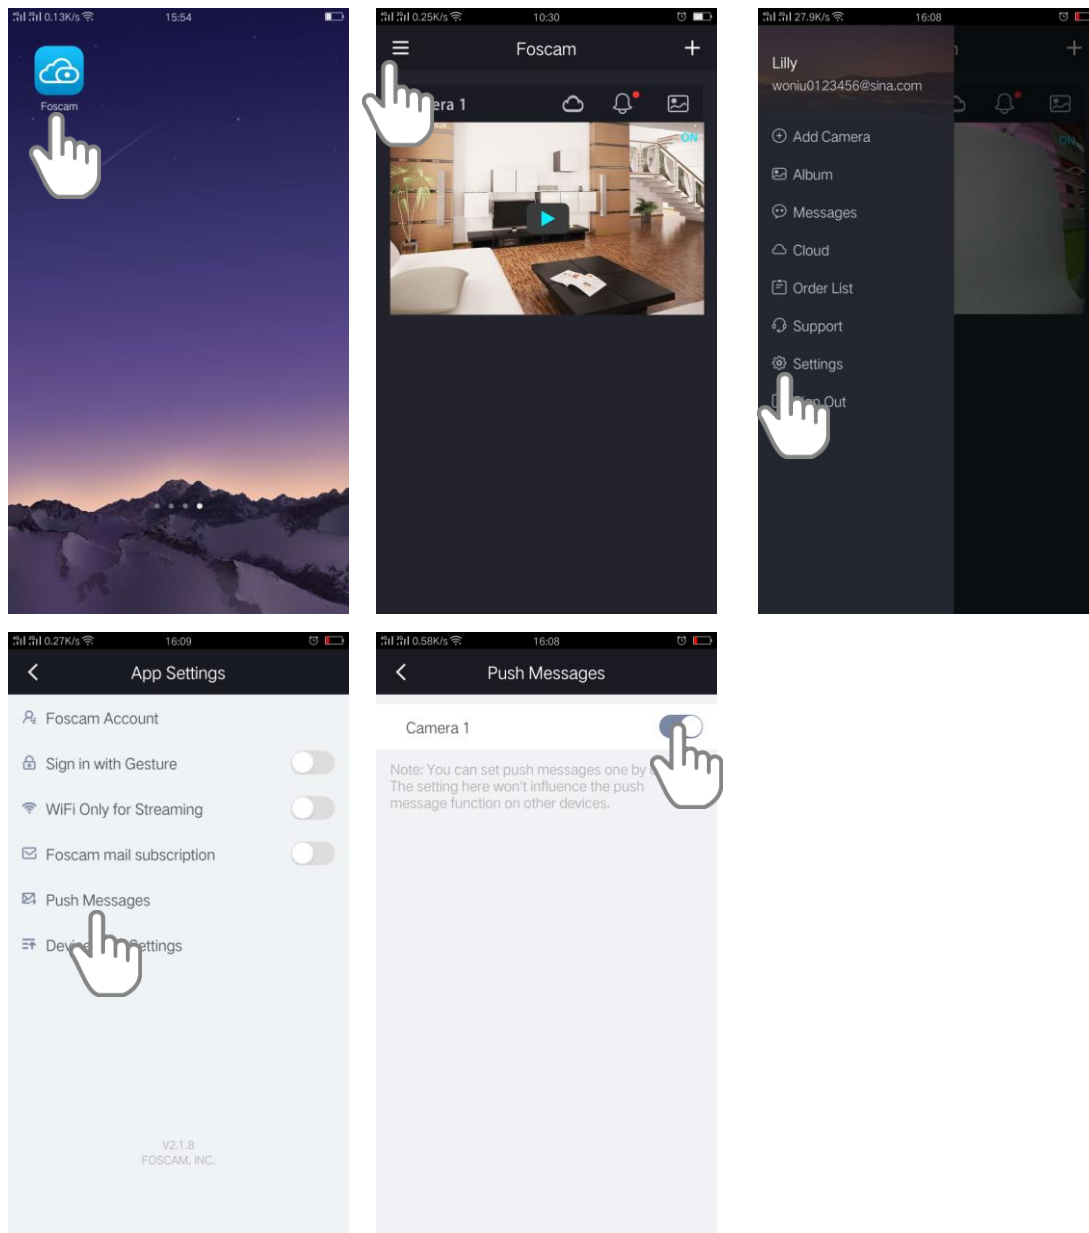 0.13K/s
15:54
Foscam
0.25K/s
10:30
Foscam
era 1
ON
27.9K/s
16:08
Lilly
woniu0123456@sina.com
Add Camera
Album
Messages
Cloud
Order List
Support
Settings
Out
ON
0.27K/s
16:09
App Settings
Foscam Account
Sign in with Gesture
WiFi Only for Streaming
Foscam mail subscription
Push Messages
ettings
V2.1.8
FOSCAM, INC.
0.58K/s
16:08
Push Messages
Camera 1
Note: You can set push messages one by
The setting here won't influence the push
message function on other devices.